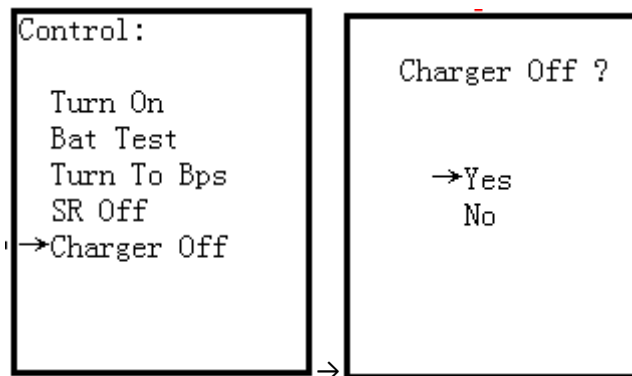 Control:
Turn On
Bat Test
Turn To Bps
SR Off
→Charger Off
→
Charger Off ?
→Yes
No